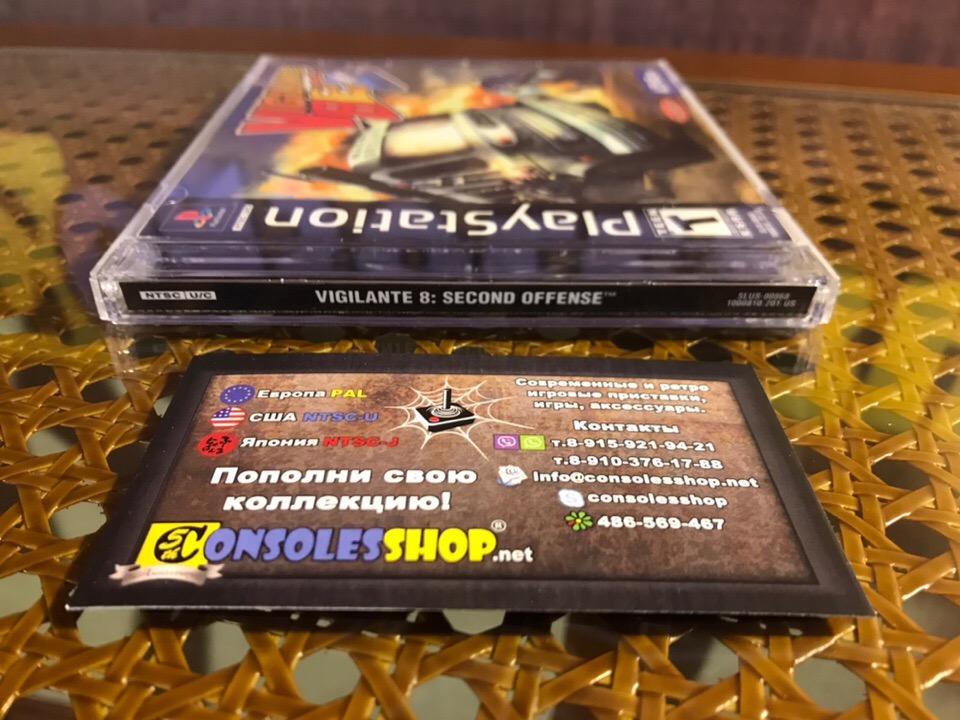 PlayStation
NTSC U/C
VIGILANTE 8: SECOND OFFENSE™
SLUS-00868
Европа PAL
США NTSC-U
Япония NTSC-J
Пополни свою
коллекцию!
CONSOLESSHOP®.net
Современные и ретро
игровые приставки,
игры, аксессуары.
Контакты
т.8-915-921-94-21
т.8-910-376-17-88
info@consolesshop.net
consolesshop
486-569-467